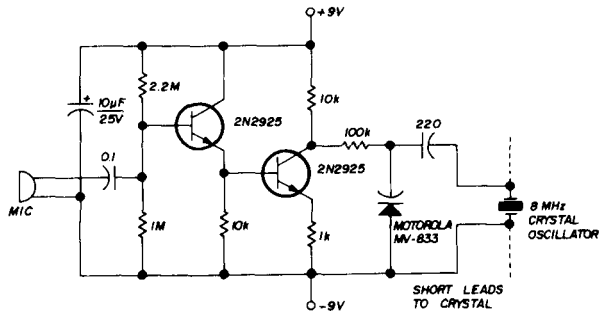 +9V
2.2M
10µF
25V
10k
2N2925
100k
220
0.1
2N2925
MIC
1M
10k
1k
MOTOROLA
MV-833
8 MHz
CRYSTAL
OSCILLATOR
SHORT LEADS
TO CRYSTAL
-9V